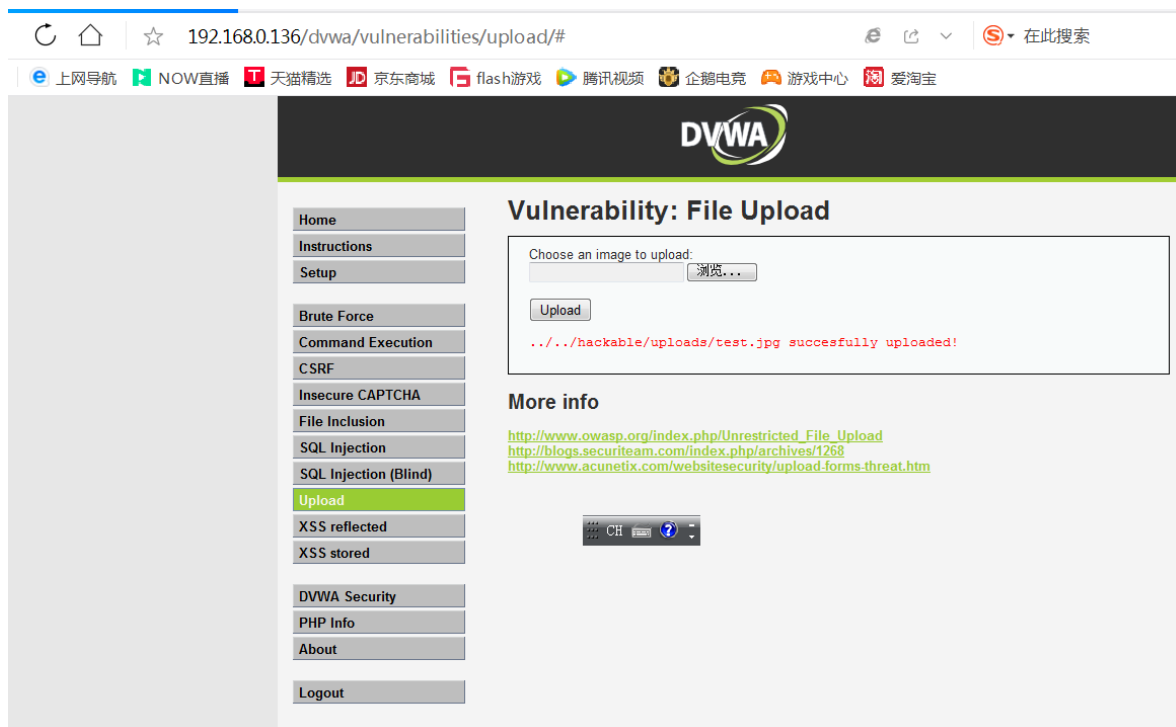 192.168.0.136/dvwa/vulnerabilities/upload/#
在此搜索
上网导航 NOW直播 天猫精选 JD 京东商城 flash游戏 腾讯视频 企鹅电竞 游戏中心 淘 爱淘宝
DVWA
Home
Instructions
Setup
Brute Force
Command Execution
CSRF
Insecure CAPTCHA
File Inclusion
SQL Injection
SQL Injection (Blind)
Upload
XSS reflected
XSS stored
DVWA Security
PHP Info
About
Logout
Vulnerability: File Upload
Choose an image to upload:
浏览...
Upload
../../hackable/uploads/test.jpg succesfully uploaded!
More info
http://www.owasp.org/index.php/Unrestricted_File_Upload
http://blogs.securiteam.com/index.php/archives/1268
http://www.acunetix.com/websitesecurity/upload-forms-threat.htm
CH